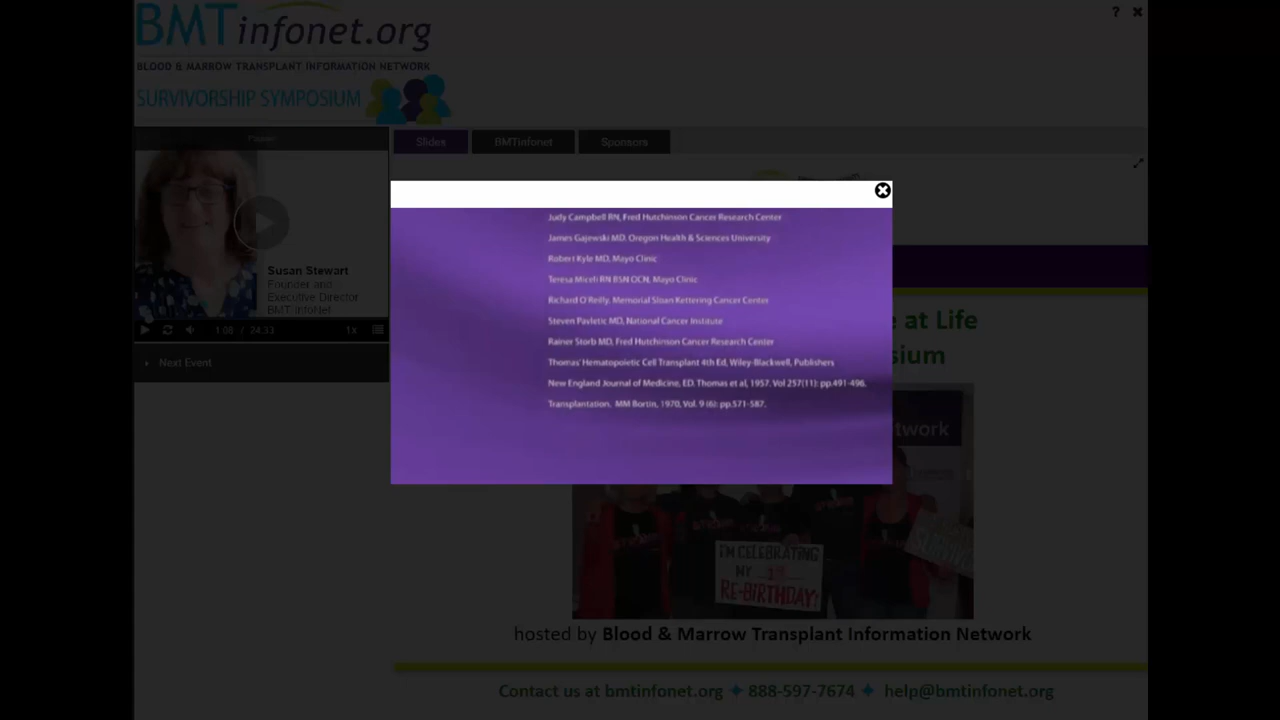 BMTinfonet.org
BLOOD & MARROW TRANSPLANT INFORMATION NETWORK
SURVIVORSHIP SYMPOSIUM
?
Slides
BMTinfonet
Sponsors
Susan Stewart
Founder and
Executive Director
BMT InfoNet
1:08 / 24:33
1x
Next Event
Judy Campbell RN, Fred Hutchinson Cancer Research Center
James Gajewski MD. Oregon Health & Sciences University
Robert Kyle MD, Mayo Clinic
Teresa Miceli RN BSN OCN, Mayo Clinic
Richard O'Reilly, Memorial Sloan Kettering Cancer Center
Steven Pavletic MD, National Cancer Institute
Rainer Storb MD, Fred Hutchinson Cancer Research Center
Thomas' Hematopoietic Cell Transplant 4th Ed, Wiley-Blackwell, Publishers
New England Journal of Medicine, ED. Thomas et al, 1957. Vol 257(11): pp.491-496.
Transplantation. MM Bortin, 1970, Vol. 9 (6): pp.571-587.
at Life
sium
twork
I'M CELEBRATING
MY 1st
RE-BIRTHDAY!
hosted by Blood & Marrow Transplant Information Network
Contact us at bmtinfonet.org ✦ 888-597-7674 ✦ help@bmtinfonet.org